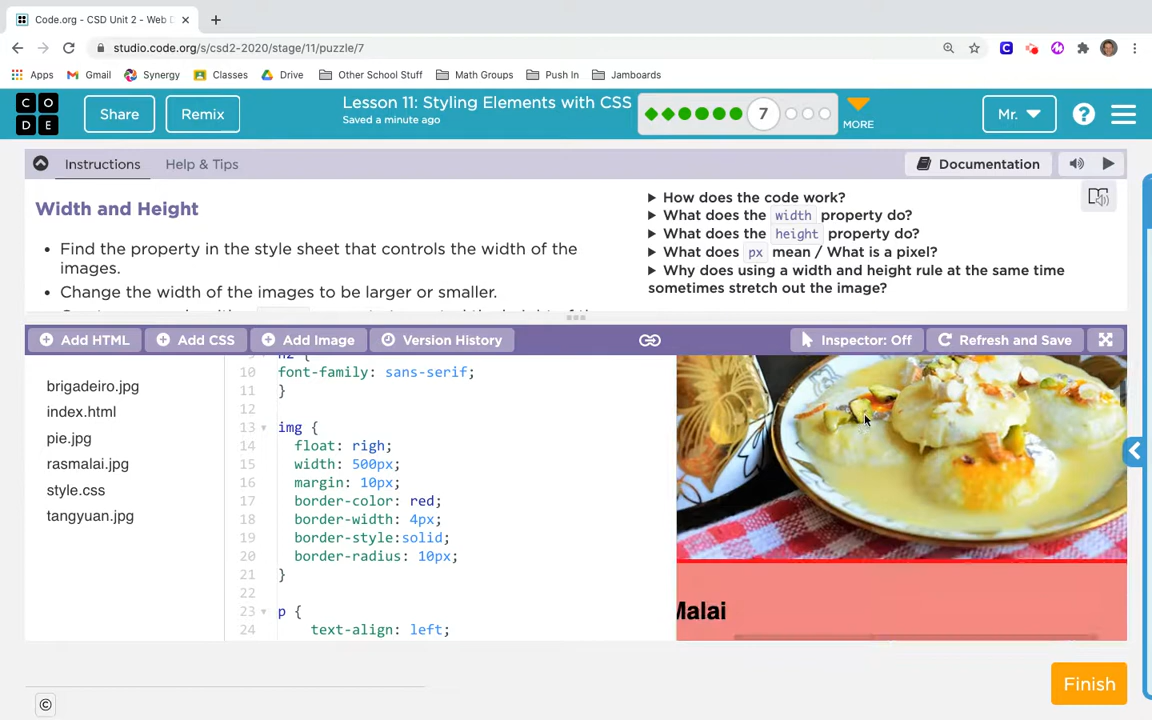 Code.org - CSD Unit 2 - Web D
studio.code.org/s/csd2-2020/stage/11/puzzle/7
Apps Gmail Synergy Classes Drive Other School Stuff Math Groups Push In Jamboards
C O D E
Share
Remix
Lesson 11: Styling Elements with CSS
Saved a minute ago
7
MORE
Mr.
Instructions
Help & Tips
Documentation
Width and Height
• Find the property in the style sheet that controls the width of the
images.
• Change the width of the images to be larger or smaller.
How does the code work?
What does the width property do?
What does the height property do?
What does px mean / What is a pixel?
Why does using a width and height rule at the same time
sometimes stretch out the image?
Add HTML
Add CSS
Add Image
Version History
Inspector: Off
Refresh and Save
brigadeiro.jpg
index.html
pie.jpg
rasmalai.jpg
style.css
tangyuan.jpg
9 h2 {
10 font-family: sans-serif;
11 }
12
13 img {
14 float: righ;
15 width: 500px;
16 margin: 10px;
17 border-color: red;
18 border-width: 4px;
19 border-style:solid;
20 border-radius: 10px;
21 }
22
23 p {
24 text-align: left;
Malai
Finish
©